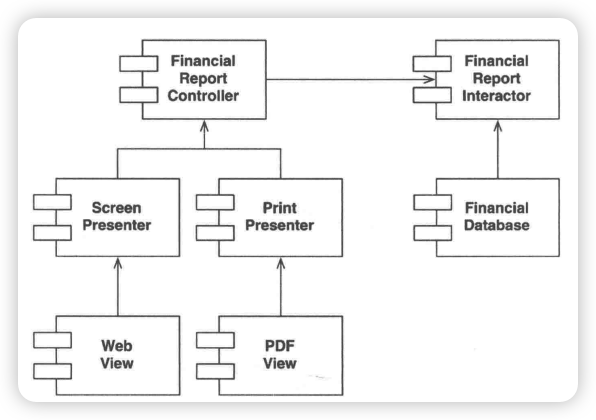 Financial
Report
Controller
Financial
Report
Interactor
Screen
Presenter
Print
Presenter
Financial
Database
Web
View
PDF
View